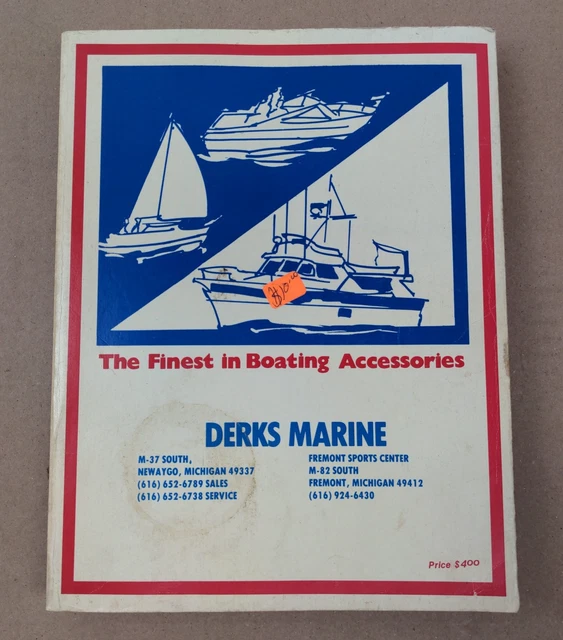 $10.00
The Finest in Boating Accessories
DERKS MARINE
M-37 SOUTH,
NEWAYGO, MICHIGAN 49337
(616) 652-6789 SALES
(616) 652-6738 SERVICE
FREMONT SPORTS CENTER
M-82 SOUTH
FREMONT, MICHIGAN 49412
(616) 924-6430
Price $400